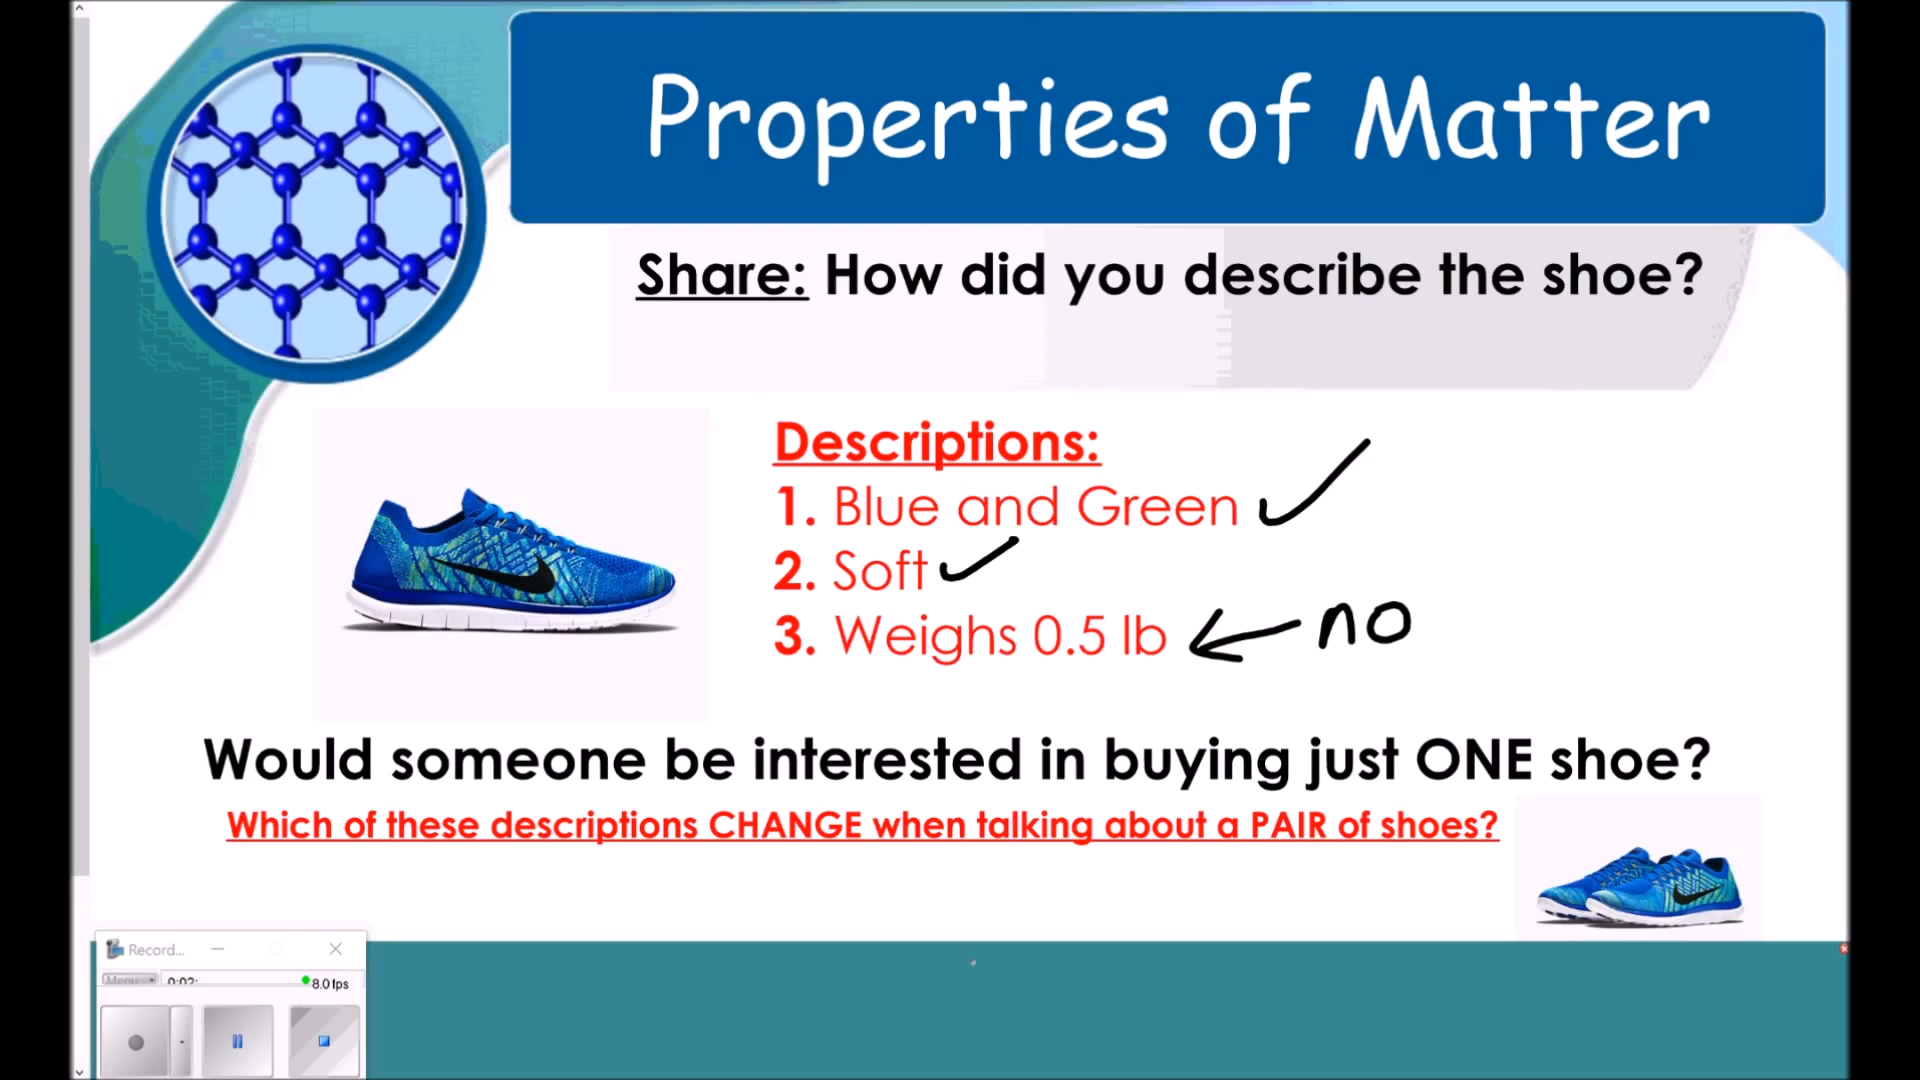 Properties of Matter
Share: How did you describe the shoe?
Descriptions:
1. Blue and Green
2. Soft
3. Weighs 0.5 lb
no
Would someone be interested in buying just ONE shoe?
Which of these descriptions CHANGE when talking about a PAIR of shoes?
Record...
Menu
0:02:
8.0 fps